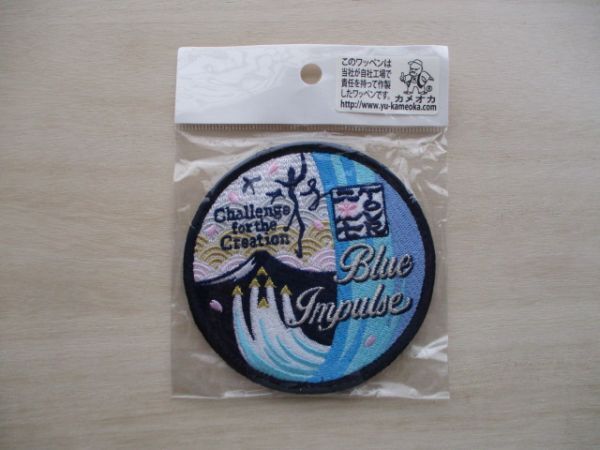 このワッペンは
当社が自社工場で
責任を持って作製
したワッペンです。
カメオカ
http://www.yu-kameoka.com
Challenge
for the
Creation
TOUR
Blue
Impulse